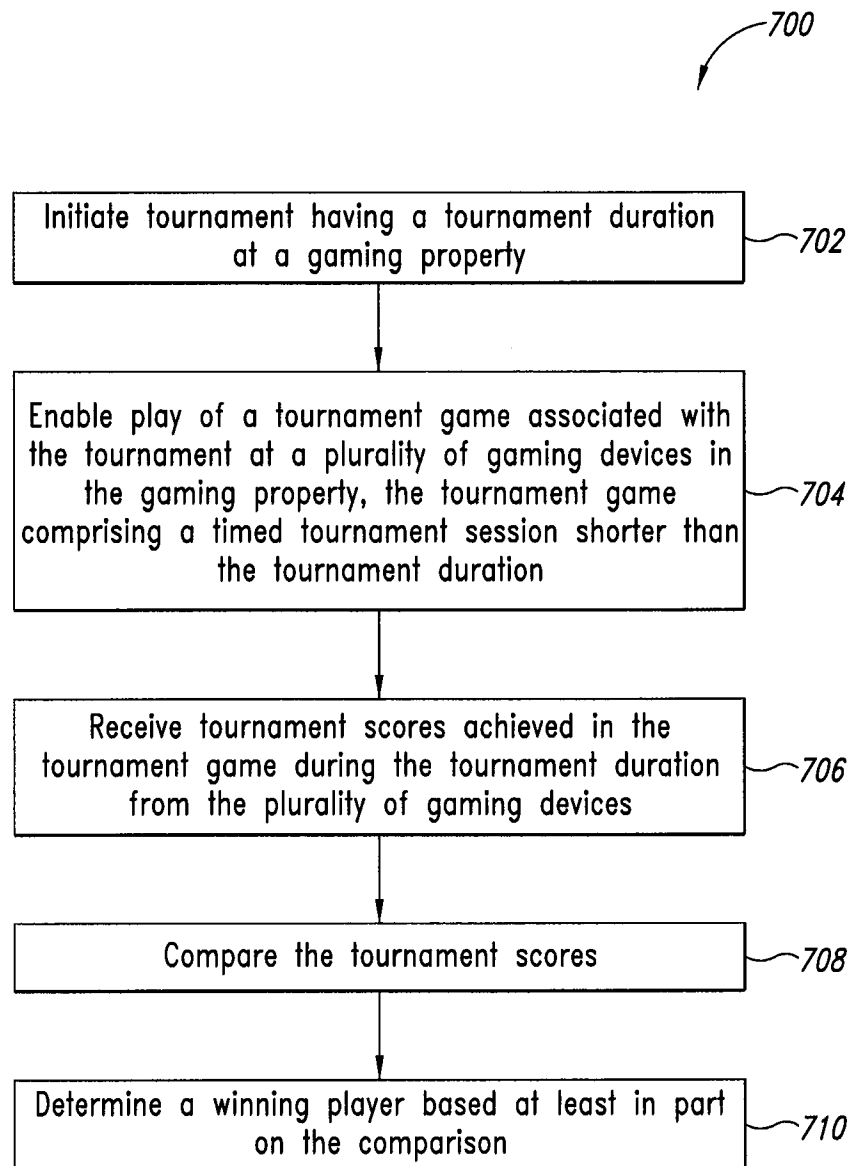 700
Initiate tournament having a tournament duration
at a gaming property
702
Enable play of a tournament game associated with
the tournament at a plurality of gaming devices in
the gaming property, the tournament game
comprising a timed tournament session shorter than
the tournament duration
704
Receive tournament scores achieved in the
tournament game during the tournament duration
from the plurality of gaming devices
706
Compare the tournament scores
708
Determine a winning player based at least in part
on the comparison
710